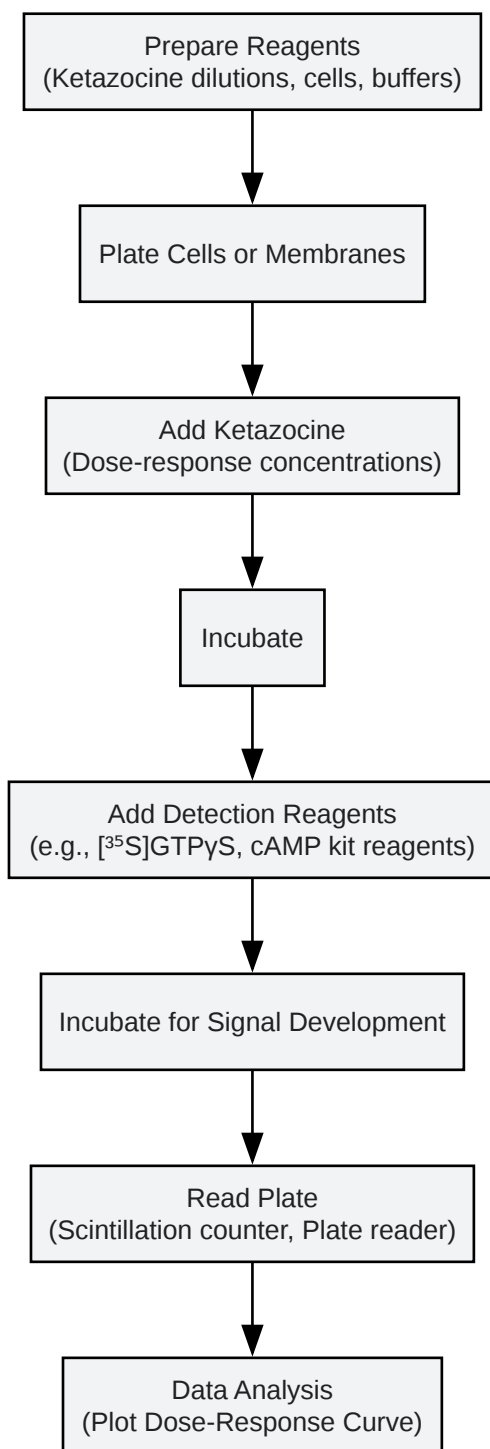 Prepare Reagents
(Ketazocine dilutions, cells, buffers)
Plate Cells or Membranes
Add Ketazocine
(Dose-response concentrations)
Incubate
Add Detection Reagents
(e.g., [³⁵S]GTPγS, cAMP kit reagents)
Incubate for Signal Development
Read Plate
(Scintillation counter, Plate reader)
Data Analysis
(Plot Dose-Response Curve)